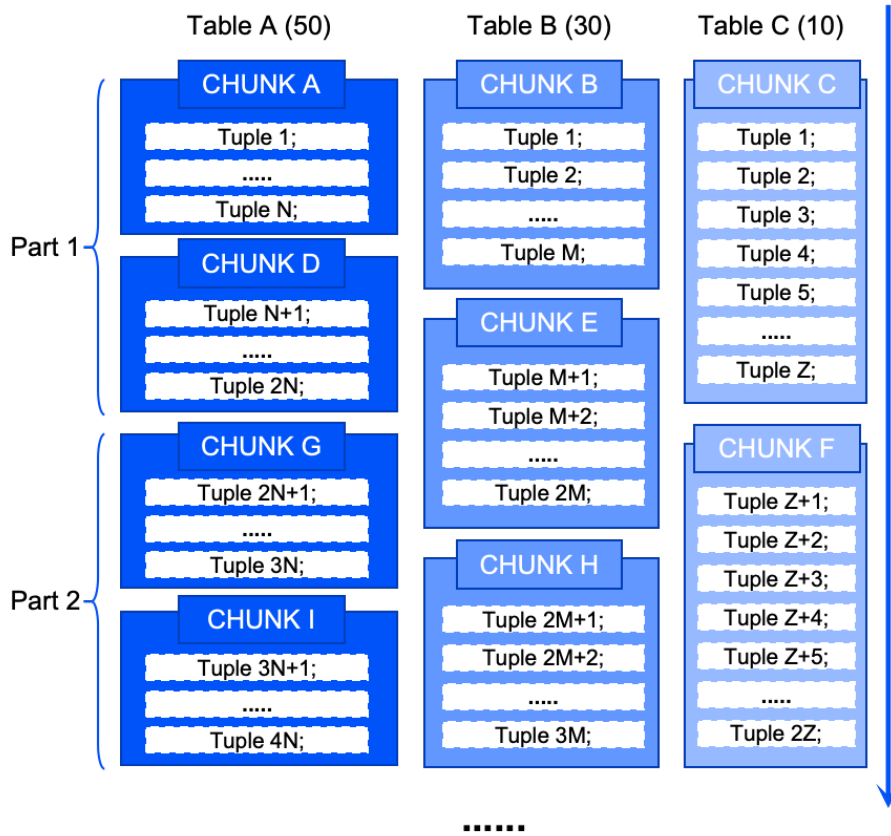 Table A (50)
Table B (30)
Table C (10)
Part 1
CHUNK A
Tuple 1;
.....
Tuple N;
CHUNK D
Tuple N+1;
.....
Tuple 2N;
Part 2
CHUNK G
Tuple 2N+1;
.....
Tuple 3N;
CHUNK I
Tuple 3N+1;
.....
Tuple 4N;
CHUNK B
Tuple 1;
Tuple 2;
.....
Tuple M;
CHUNK E
Tuple M+1;
Tuple M+2;
.....
Tuple 2M;
CHUNK H
Tuple 2M+1;
Tuple 2M+2;
.....
Tuple 3M;
CHUNK C
Tuple 1;
Tuple 2;
Tuple 3;
Tuple 4;
Tuple 5;
.....
Tuple Z;
CHUNK F
Tuple Z+1;
Tuple Z+2;
Tuple Z+3;
Tuple Z+4;
Tuple Z+5;
.....
Tuple 2Z;
......